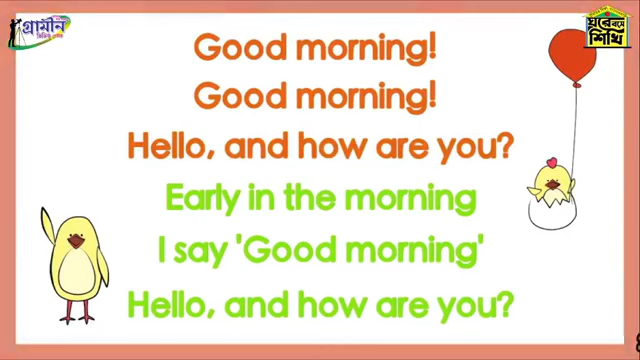 গ্রামীন
ঘরে বসে
শিখি
Good morning!
Good morning!
Hello, and how are you?
Early in the morning
I say 'Good morning'
Hello, and how are you?